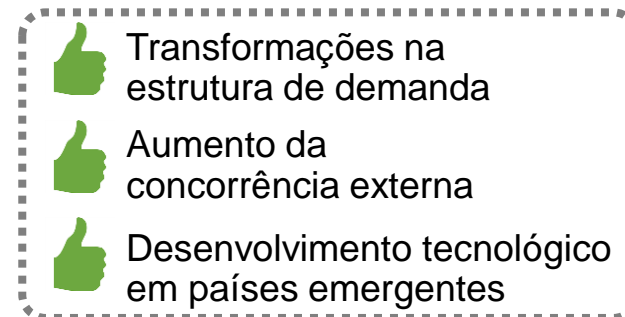 Transformações na
estrutura de demanda
Aumento da
concorrência externa
Desenvolvimento tecnológico
em países emergentes